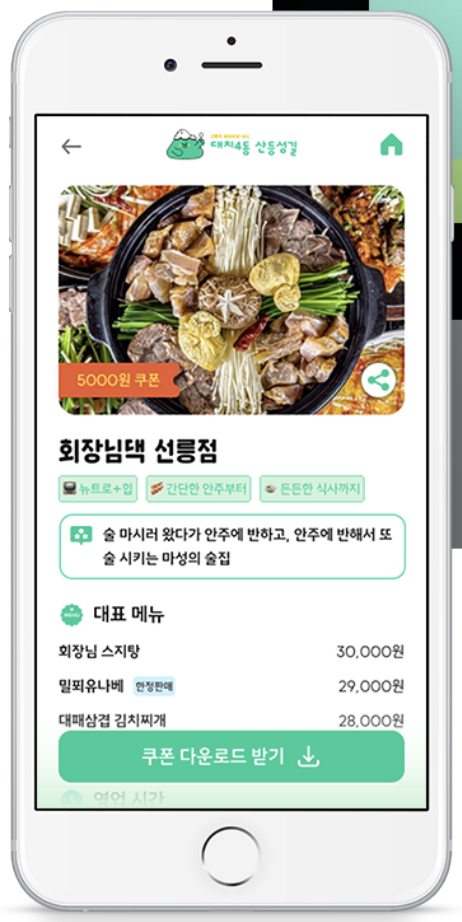 대치4동 산등성길
5000원 쿠폰
회장님댁 선릉점
뉴트로+힙
간단한 안주부터
든든한 식사까지
술 마시러 왔다가 안주에 반하고, 안주에 반해서 또
술 시키는 마성의 술집
MENU
대표 메뉴
회장님 스지탕 30,000원
밀푀유나베 한정판매 29,000원
대패삼겹 김치찌개 28,000원
쿠폰 다운로드 받기
영업 시간